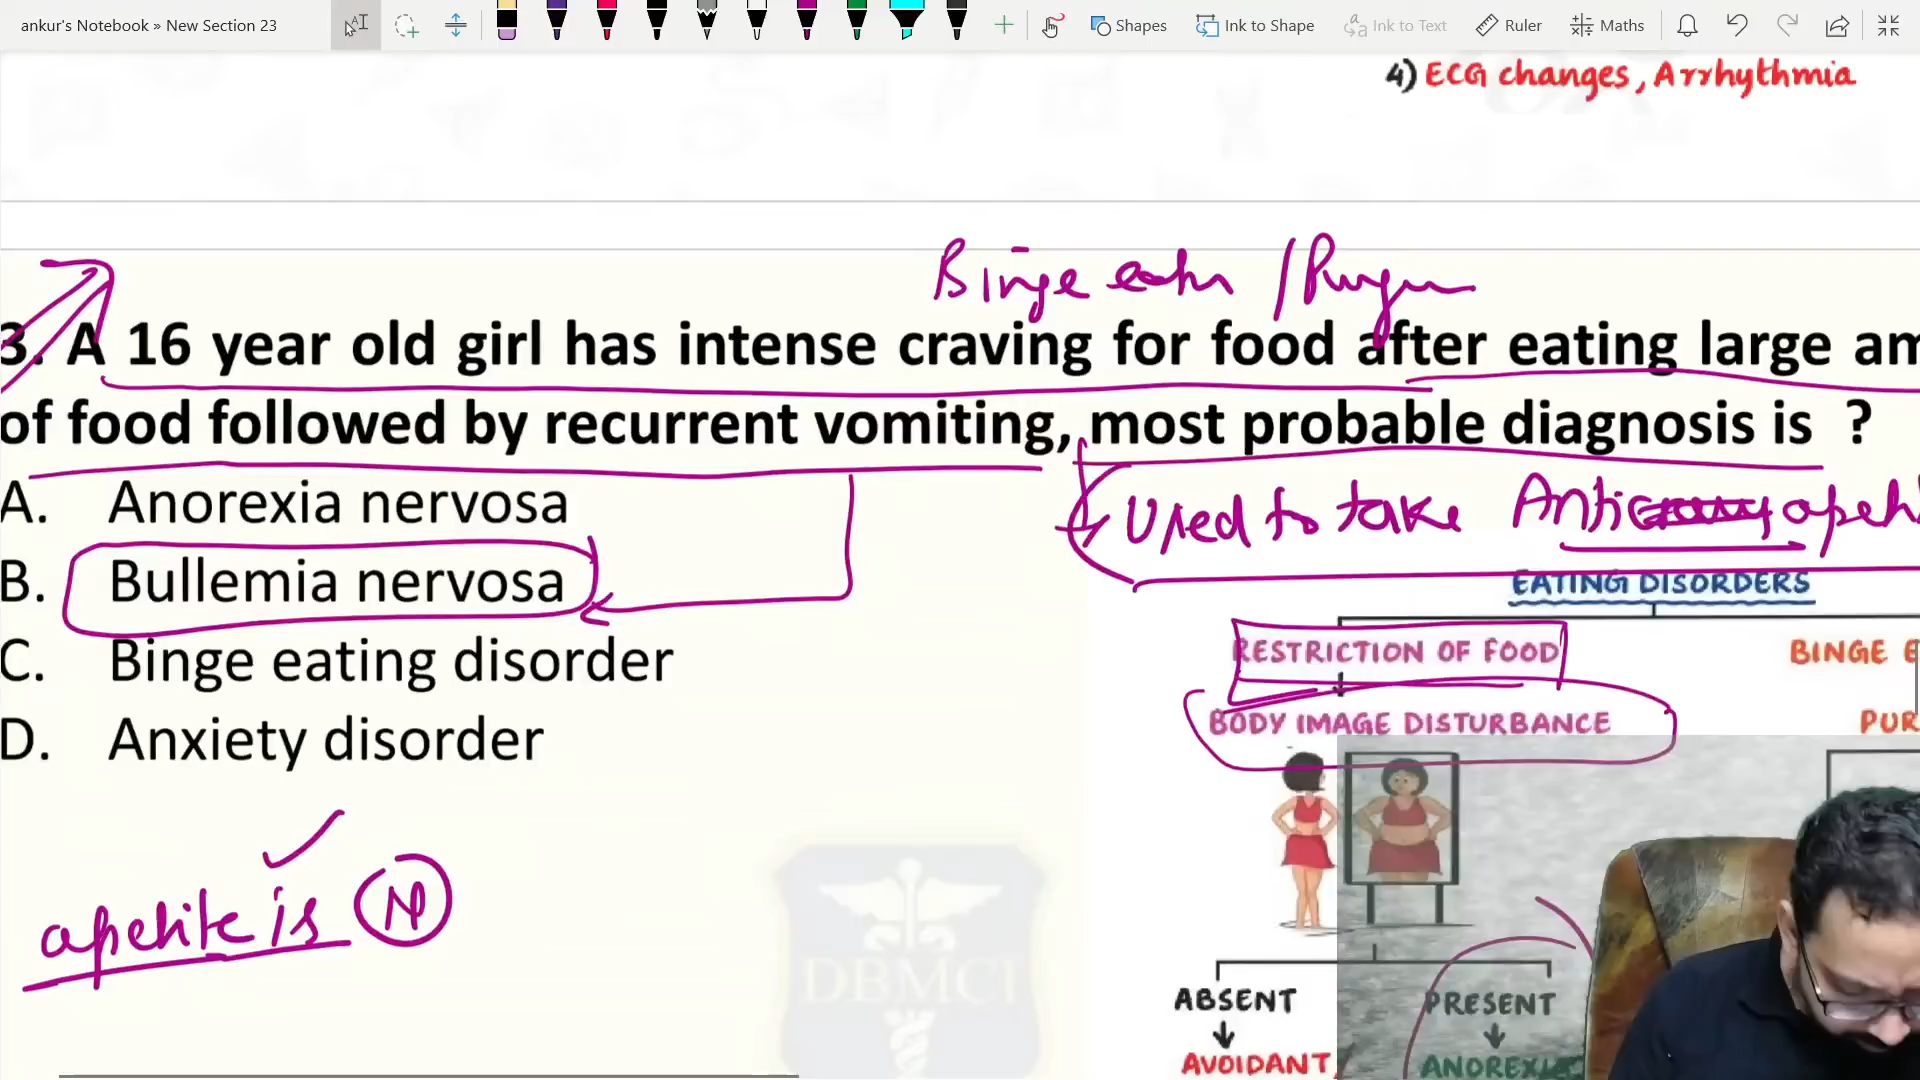 ankur's Notebook » New Section 23
Shapes
Ink to Shape
Ink to Text
Ruler
Maths
4) ECG changes, Arrhythmia
Binge
3. A 16 year old girl has intense craving for food after eating large am
of food followed by recurrent vomiting, most probable diagnosis is ?
Used to take Anti
A. Anorexia nervosa
B. Bullemia nervosa
C. Binge eating disorder
D. Anxiety disorder
apetite is N
EATING DISORDERS
RESTRICTION OF FOOD
BINGE E
BODY IMAGE DISTURBANCE
PUR
ABSENT
PRESENT
AVOIDANT
ANOREXI
DBMCI